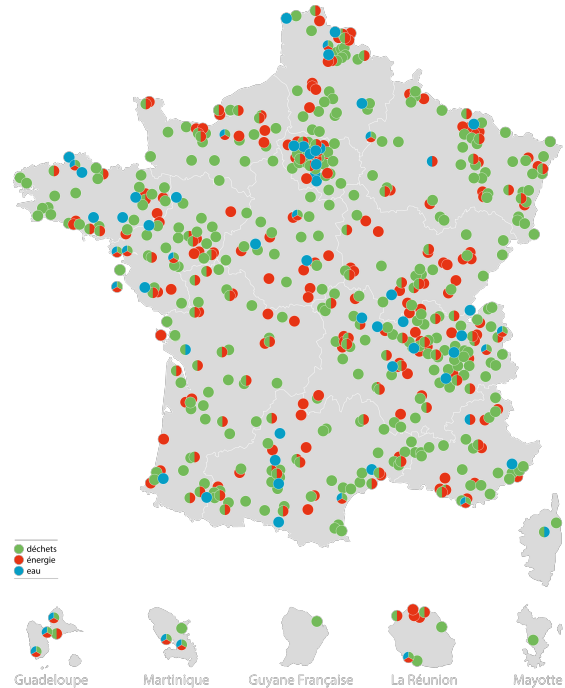 déchets
énergie
eau
Guadeloupe Martinique Guyane Française La Réunion Mayotte